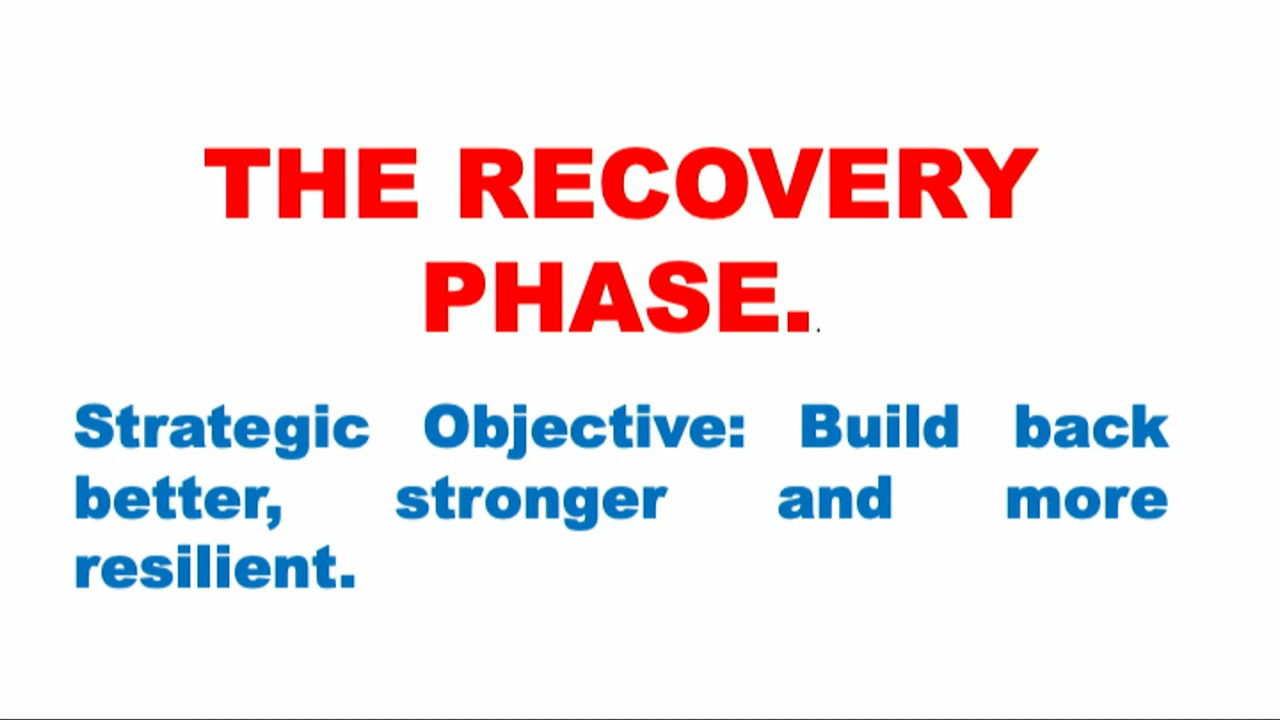 THE RECOVERY
PHASE..
Strategic Objective: Build back
better, stronger and more
resilient.